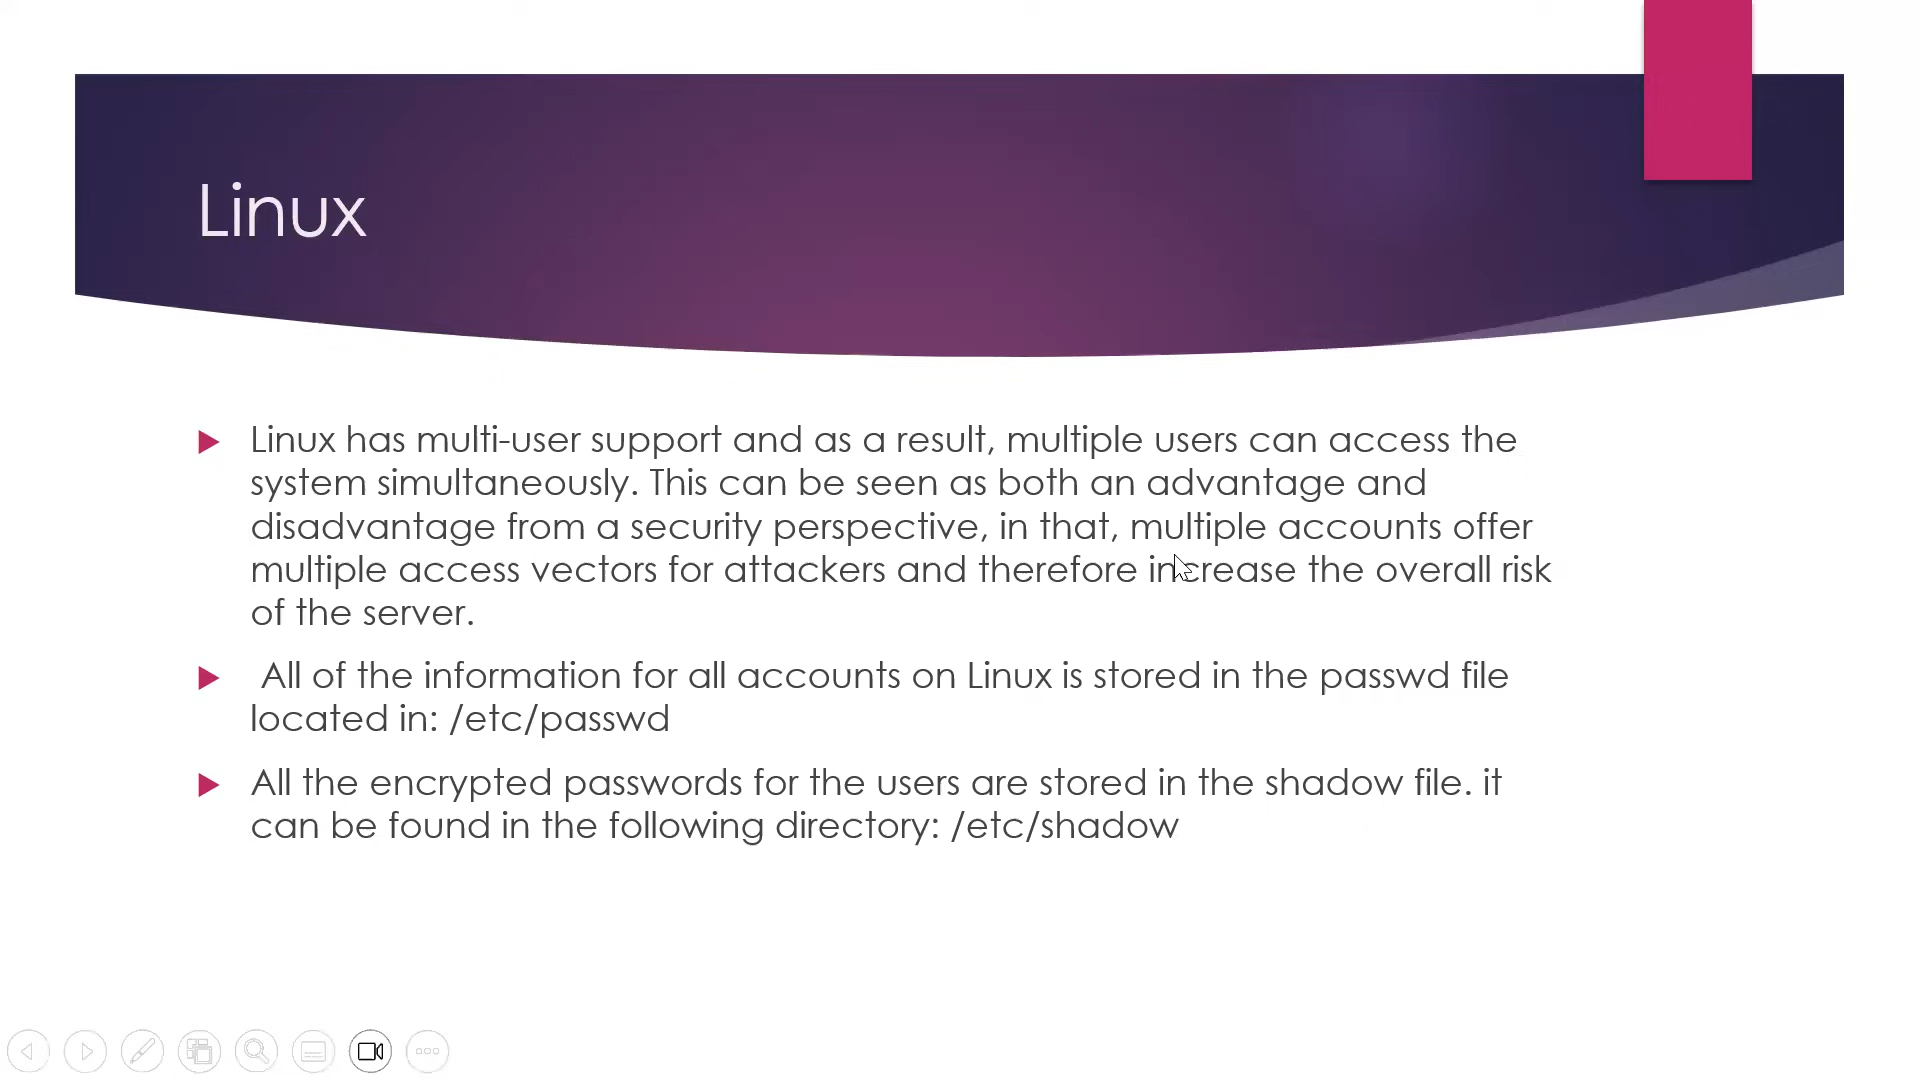 Linux
Linux has multi-user support and as a result, multiple users can access the
system simultaneously. This can be seen as both an advantage and
disadvantage from a security perspective, in that, multiple accounts offer
multiple access vectors for attackers and therefore increase the overall risk
of the server.
All of the information for all accounts on Linux is stored in the passwd file
located in: /etc/passwd
All the encrypted passwords for the users are stored in the shadow file. it
can be found in the following directory: /etc/shadow